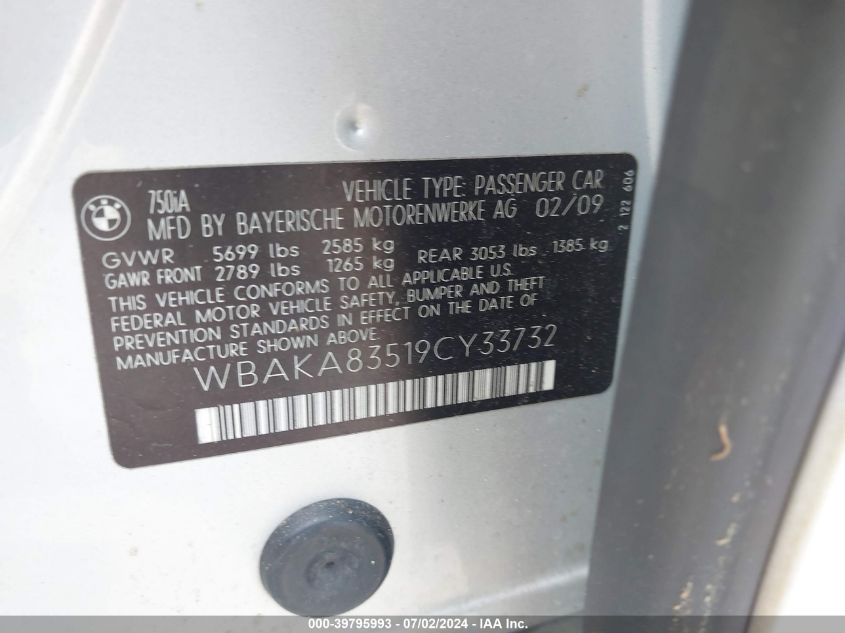 BMW
750iA VEHICLE TYPE PASSENGER CAR
MFD BY BAYERISCHE MOTORENWERKE AG 02/09
GVWR 5699 lbs 2585 kg
GAWR FRONT 2789 lbs 1265 kg REAR 3053 lbs 1385 kg
THIS VEHICLE CONFORMS TO ALL APPLICABLE U.S.
FEDERAL MOTOR VEHICLE SAFETY, BUMPER AND THEFT
PREVENTION STANDARDS IN EFFECT ON THE DATE OF
MANUFACTURE SHOWN ABOVE
WBAKA83519CY33732
2 122 606
000-39795993 - 07/02/2024 - IAA Inc.